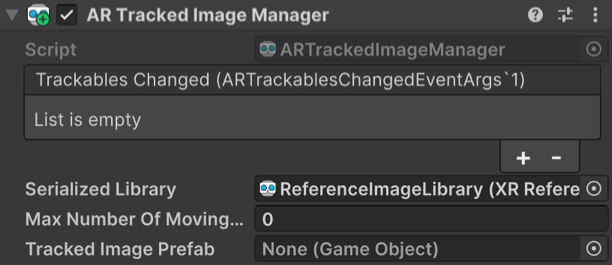 AR Tracked Image Manager
Script ARTrackedImageManager
Trackables Changed (ARTrackablesChangedEventArgs`1)
List is empty
+ -
Serialized Library ReferenceImageLibrary (XR Refere
Max Number Of Moving... 0
Tracked Image Prefab None (Game Object)